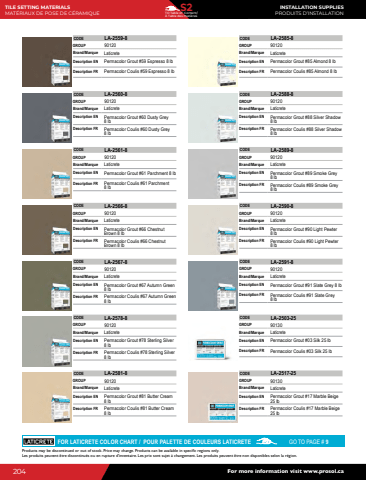 TILE SETTING MATERIALS
MATÉRIAUX DE POSE DE CÉRAMIQUE
S2
INSTALLATION SUPPLIES
PRODUITS D'INSTALLATION
CODE LA-2559-8
GROUP 80120
Brand/Marque Laticrete
Description EN Permacolor Grout #59 Espresso 8 lb
Description FR Permacolor Coulis #59 Espresso 8 lb
CODE LA-2560-8
GROUP 80120
Brand/Marque Laticrete
Description EN Permacolor Grout #60 Dusty Grey
8 lb
Description FR Permacolor Coulis #60 Dusty Grey
8 lb
CODE LA-2561-8
GROUP 80120
Brand/Marque Laticrete
Description EN Permacolor Grout #61 Parchment 8 lb
Description FR Permacolor Coulis #61 Parchment
8 lb
CODE LA-2566-8
GROUP 80120
Brand/Marque Laticrete
Description EN Permacolor Grout #66 Chestnut
Brown 8 lb
Description FR Permacolor Coulis #66 Chestnut
Brown 8 lb
CODE LA-2567-8
GROUP 80120
Brand/Marque Laticrete
Description EN Permacolor Grout #67 Autumn Green
8 lb
Description FR Permacolor Coulis #67 Autumn Green
8 lb
CODE LA-2578-8
GROUP 80120
Brand/Marque Laticrete
Description EN Permacolor Grout #78 Sterling Silver
8 lb
Description FR Permacolor Coulis #78 Sterling Silver
8 lb
CODE LA-2581-8
GROUP 80120
Brand/Marque Laticrete
Description EN Permacolor Grout #81 Butter Cream
8 lb
Description FR Permacolor Coulis #81 Butter Cream
8 lb
CODE LA-2585-8
GROUP 80120
Brand/Marque Laticrete
Description EN Permacolor Grout #85 Almond 8 lb
Description FR Permacolor Coulis #85 Almond 8 lb
CODE LA-2588-8
GROUP 80120
Brand/Marque Laticrete
Description EN Permacolor Grout #88 Silver Shadow
8 lb
Description FR Permacolor Coulis #88 Silver Shadow
8 lb
CODE LA-2589-8
GROUP 80120
Brand/Marque Laticrete
Description EN Permacolor Grout #89 Smoke Grey
8 lb
Description FR Permacolor Coulis #89 Smoke Grey
8 lb
CODE LA-2590-8
GROUP 80120
Brand/Marque Laticrete
Description EN Permacolor Grout #90 Light Pewter
8 lb
Description FR Permacolor Coulis #90 Light Pewter
8 lb
CODE LA-2591-8
GROUP 80120
Brand/Marque Laticrete
Description EN Permacolor Grout #91 Slate Grey 8 lb
Description FR Permacolor Coulis #91 Slate Grey
8 lb
CODE LA-2503-25
GROUP 80120
Brand/Marque Laticrete
Description EN Permacolor Grout #03 Silk 25 lb
Description FR Permacolor Coulis #03 Silk 25 lb
CODE LA-2517-25
GROUP 80120
Brand/Marque Laticrete
Description EN Permacolor Grout #17 Marble Beige
25 lb
Description FR Permacolor Coulis #17 Marble Beige
25 lb
LATICRETE FOR LATICRETE COLOR CHART / POUR PALETTE DE COULEURS LATICRETE GO TO PAGE # 9
Products may be discontinued or out of stock. Price may change. Products can be available in specific regions only.
Les produits peuvent être discontinués ou en rupture d'inventaire. Les prix sont sujet à changement. Les produits peuvent être non disponibles selon la région.
204
For more information visit www.prosol.ca